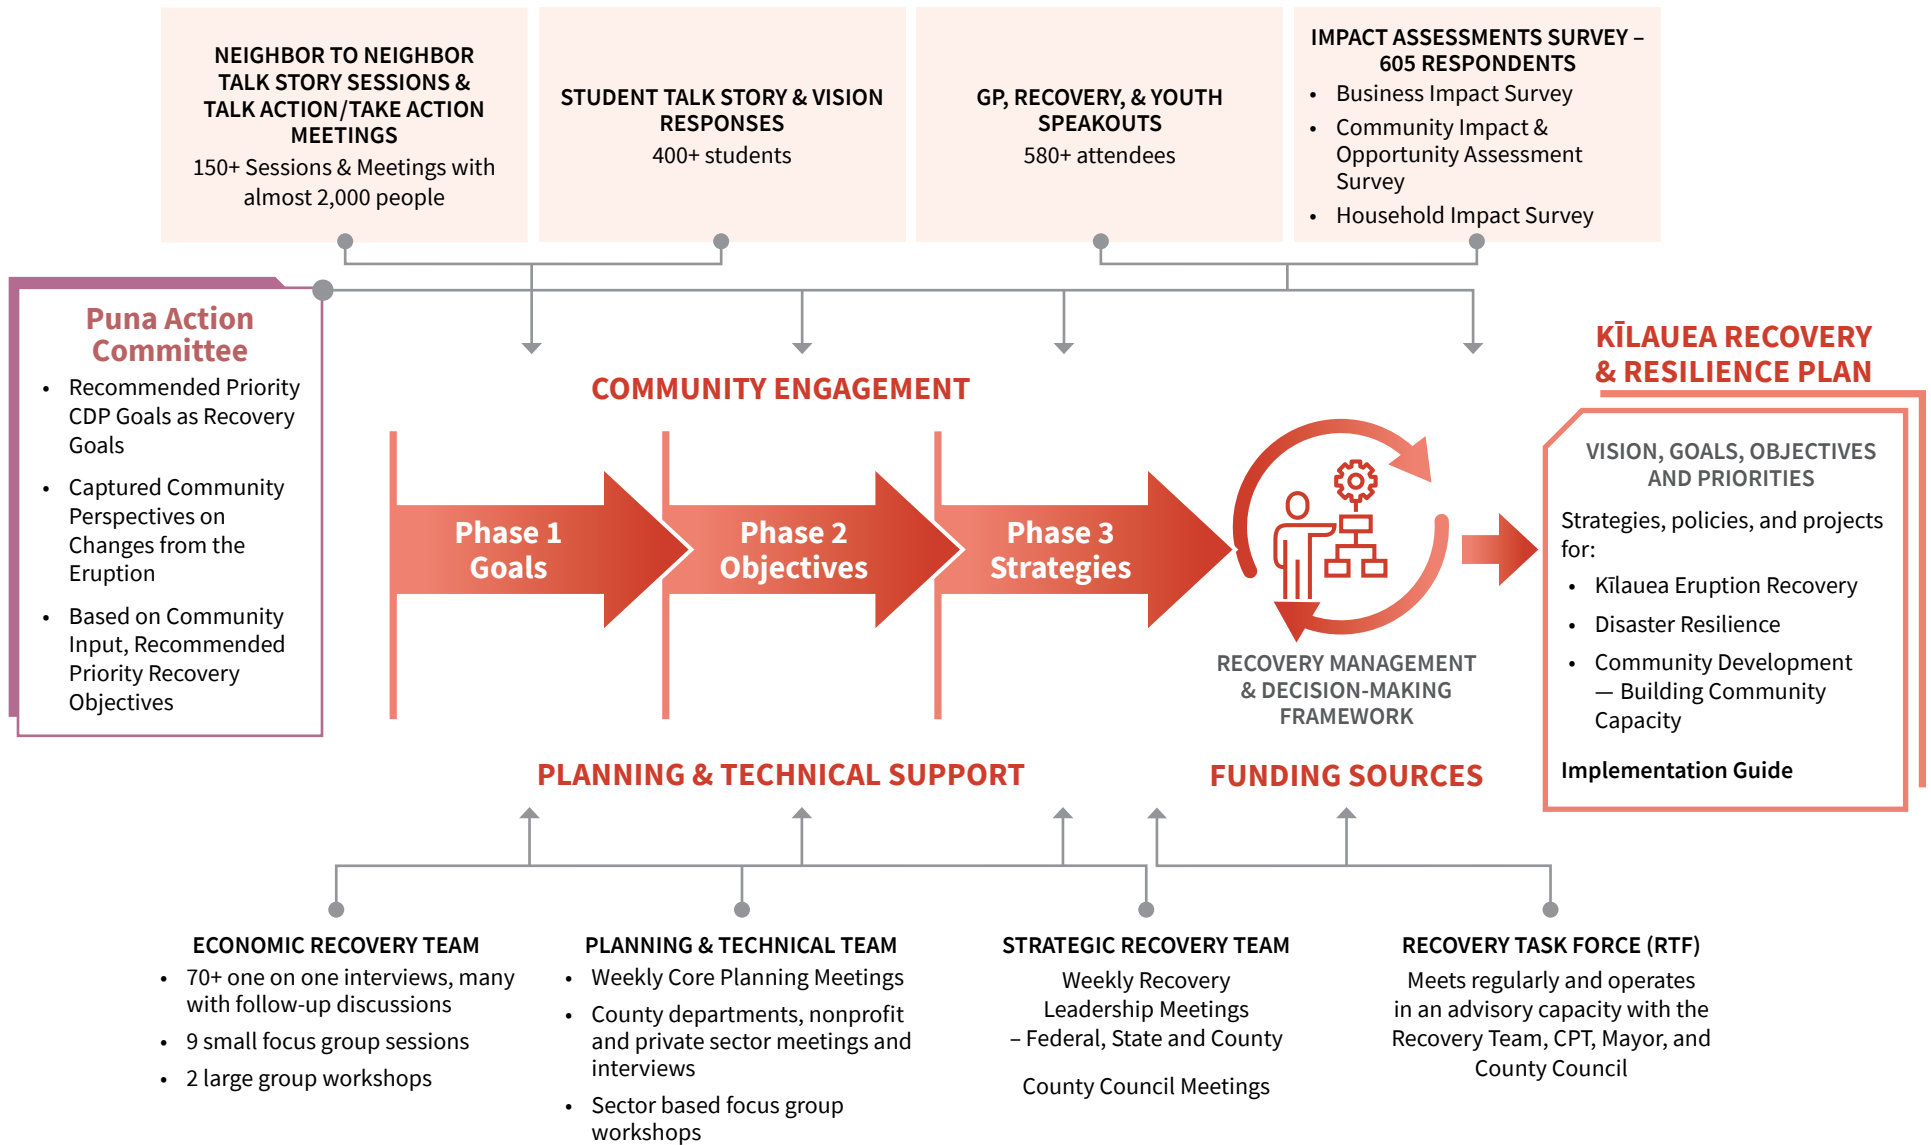 NEIGHBOR TO NEIGHBOR
TALK STORY SESSIONS &
TALK ACTION/TAKE ACTION
MEETINGS
150+ Sessions & Meetings with
almost 2,000 people
STUDENT TALK STORY & VISION
RESPONSES
400+ students
GP, RECOVERY, & YOUTH
SPEAKOUTS
580+ attendees
IMPACT ASSESSMENTS SURVEY –
605 RESPONDENTS
• Business Impact Survey
• Community Impact &
Opportunity Assessment
Survey
• Household Impact Survey
Puna Action
Committee
• Recommended Priority
CDP Goals as Recovery
Goals
• Captured Community
Perspectives on
Changes from the
Eruption
• Based on Community
Input, Recommended
Priority Recovery
Objectives
COMMUNITY ENGAGEMENT
Phase 1
Goals
Phase 2
Objectives
Phase 3
Strategies
RECOVERY MANAGEMENT
& DECISION-MAKING
FRAMEWORK
KĪLAUEA RECOVERY
& RESILIENCE PLAN
VISION, GOALS, OBJECTIVES
AND PRIORITIES
Strategies, policies, and projects
for:
• Kīlauea Eruption Recovery
• Disaster Resilience
• Community Development
— Building Community
Capacity
Implementation Guide
PLANNING & TECHNICAL SUPPORT
FUNDING SOURCES
ECONOMIC RECOVERY TEAM
• 70+ one on one interviews, many
with follow-up discussions
• 9 small focus group sessions
• 2 large group workshops
PLANNING & TECHNICAL TEAM
• Weekly Core Planning Meetings
• County departments, nonprofit
and private sector meetings and
interviews
• Sector based focus group
workshops
STRATEGIC RECOVERY TEAM
Weekly Recovery
Leadership Meetings
– Federal, State and County
County Council Meetings
RECOVERY TASK FORCE (RTF)
Meets regularly and operates
in an advisory capacity with the
Recovery Team, CPT, Mayor, and
County Council